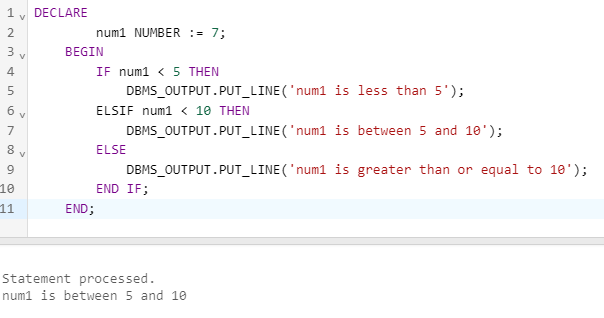 1 DECLARE
2 num1 NUMBER := 7;
3 BEGIN
4 IF num1 < 5 THEN
5 DBMS_OUTPUT.PUT_LINE('num1 is less than 5');
6 ELSIF num1 < 10 THEN
7 DBMS_OUTPUT.PUT_LINE('num1 is between 5 and 10');
8 ELSE
9 DBMS_OUTPUT.PUT_LINE('num1 is greater than or equal to 10');
10 END IF;
11 END;
Statement processed.
num1 is between 5 and 10